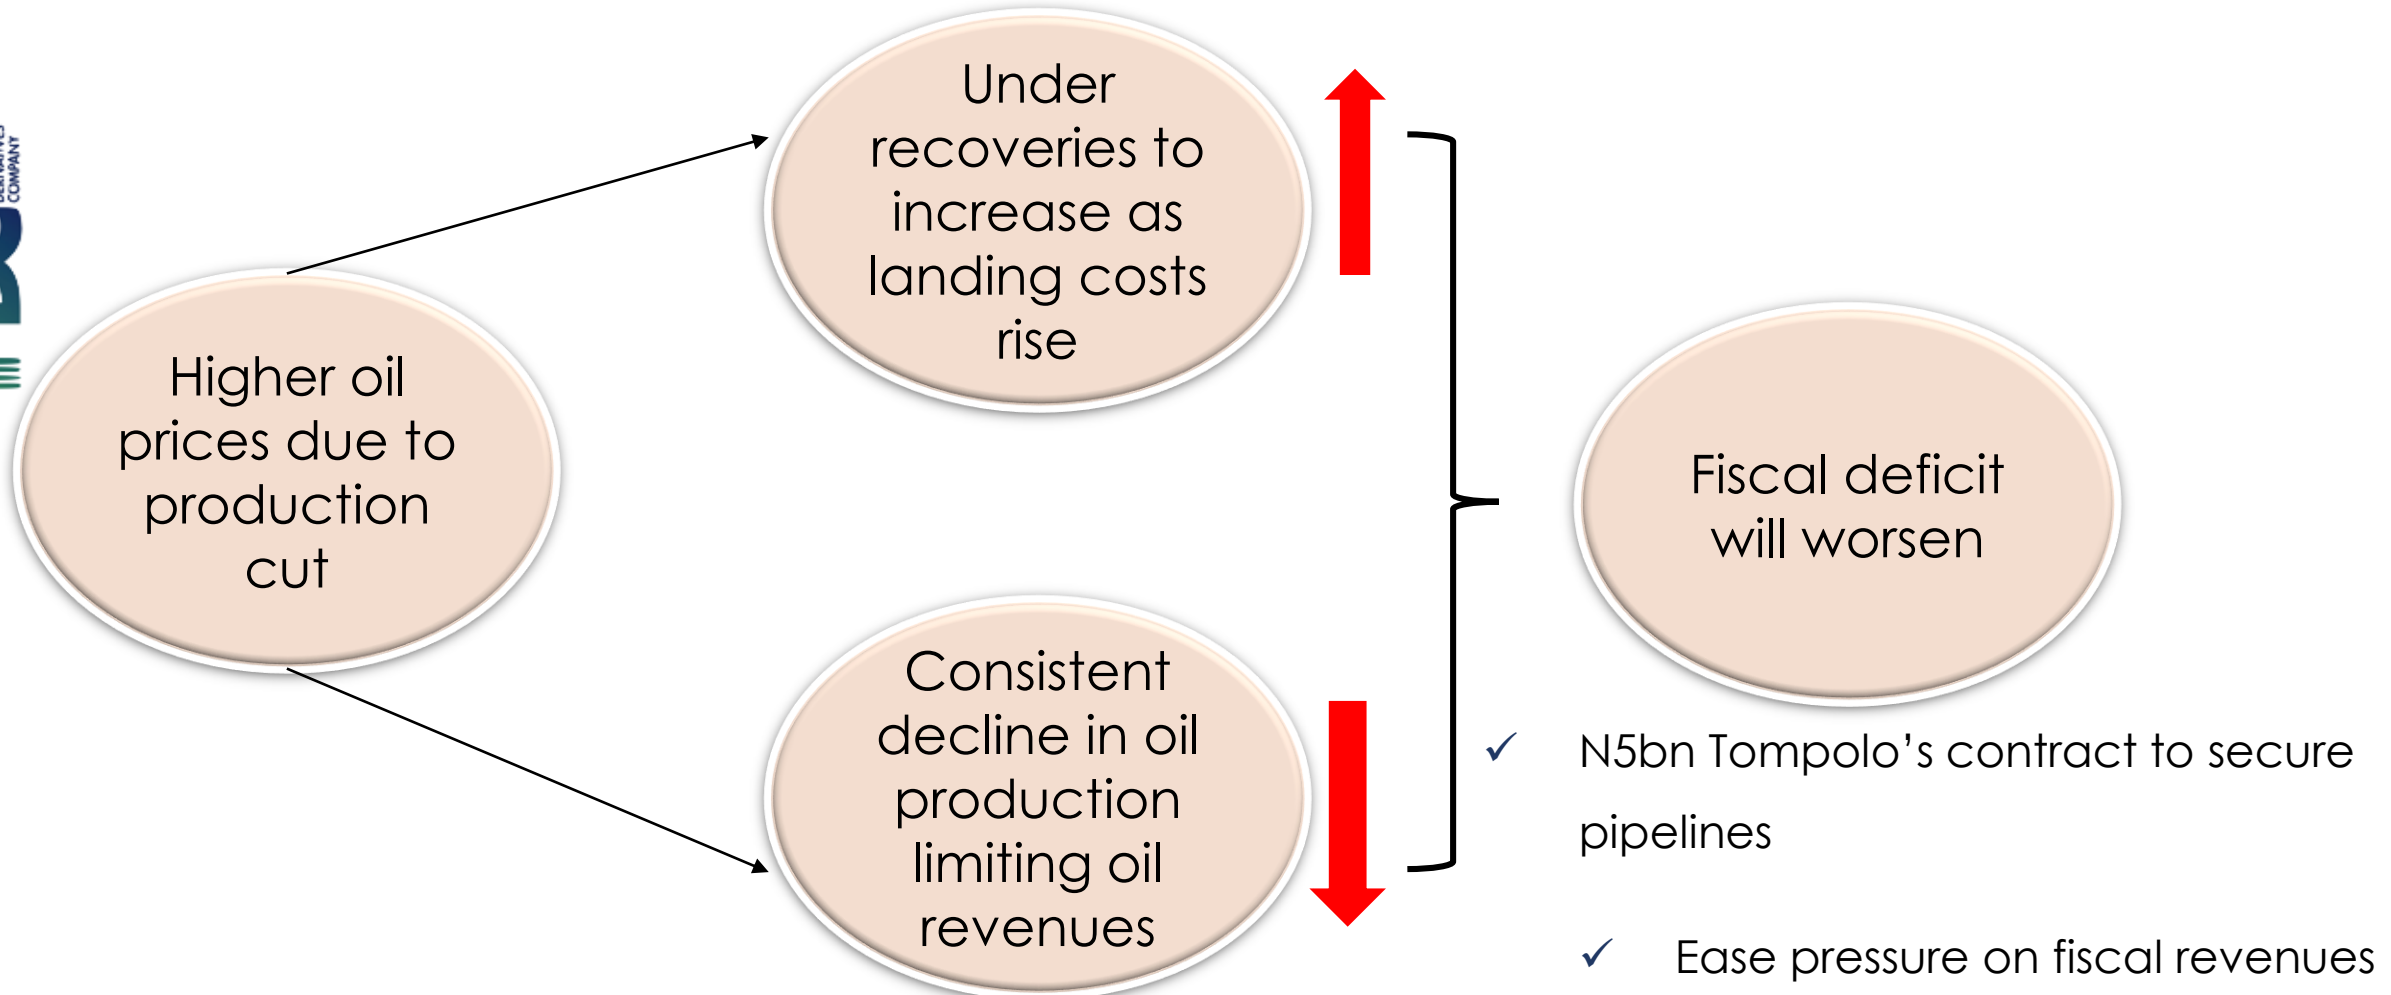 DERIVATIVES
COMPANY
Higher oil
prices due to
production
cut
Under
recoveries to
increase as
landing costs
rise
Consistent
decline in oil
production
limiting oil
revenues
Fiscal deficit
will worsen
✓ N5bn Tompolo’s contract to secure
pipelines
✓ Ease pressure on fiscal revenues